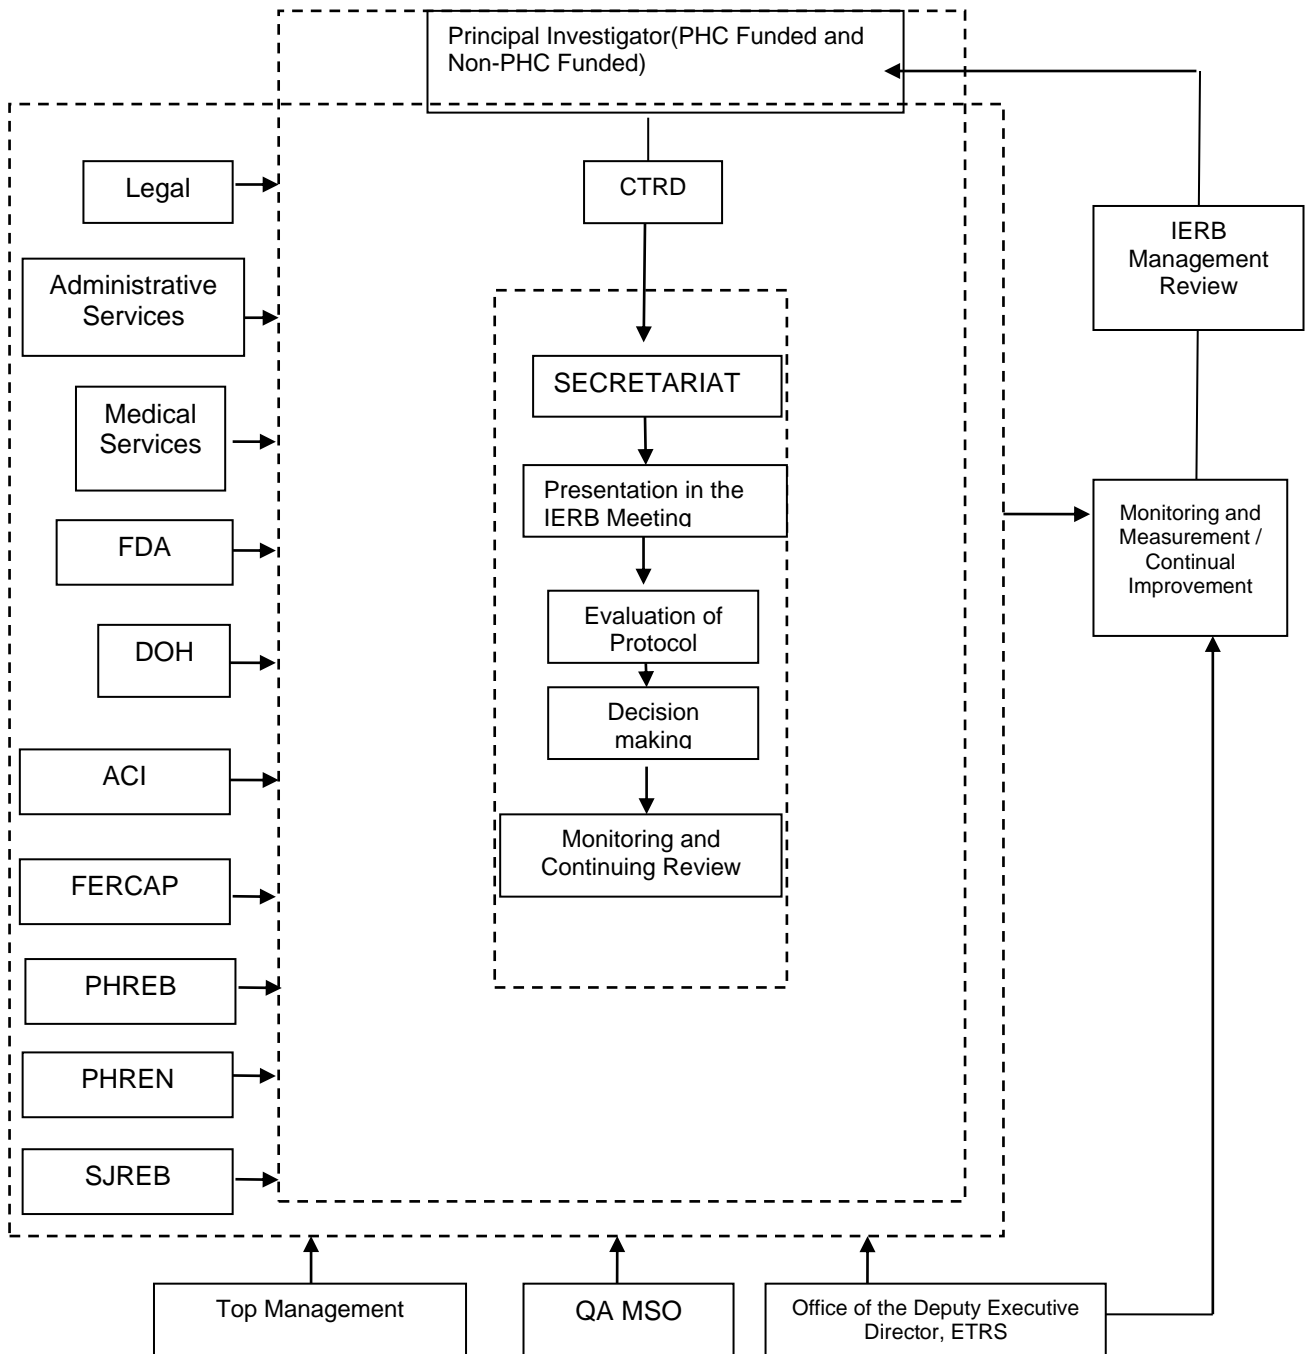 Principal Investigator(PHC Funded and
Non-PHC Funded)
Legal
CTRD
IERB
Management
Review
Administrative
Services
SECRETARIAT
Medical
Services
Presentation in the
IERB Meeting
Monitoring and
Measurement /
Continual
Improvement
FDA
Evaluation of
Protocol
DOH
Decision
making
ACI
Monitoring and
Continuing Review
FERCAP
PHREB
PHREN
SJREB
Top Management
QA MSO
Office of the Deputy Executive
Director, ETRS